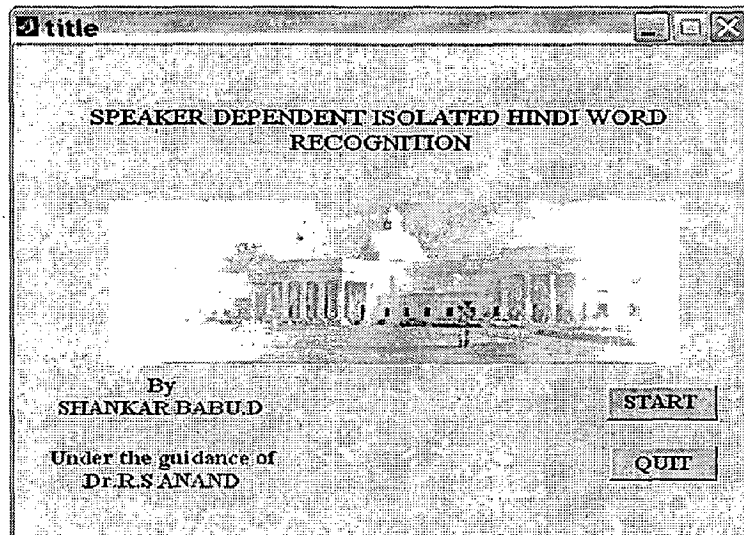 title
SPEAKER DEPENDENT ISOLATED HINDI WORD
RECOGNITION
By
SHANKAR BABU.D
START
Under the guidance of
Dr.R.S ANAND
QUIT